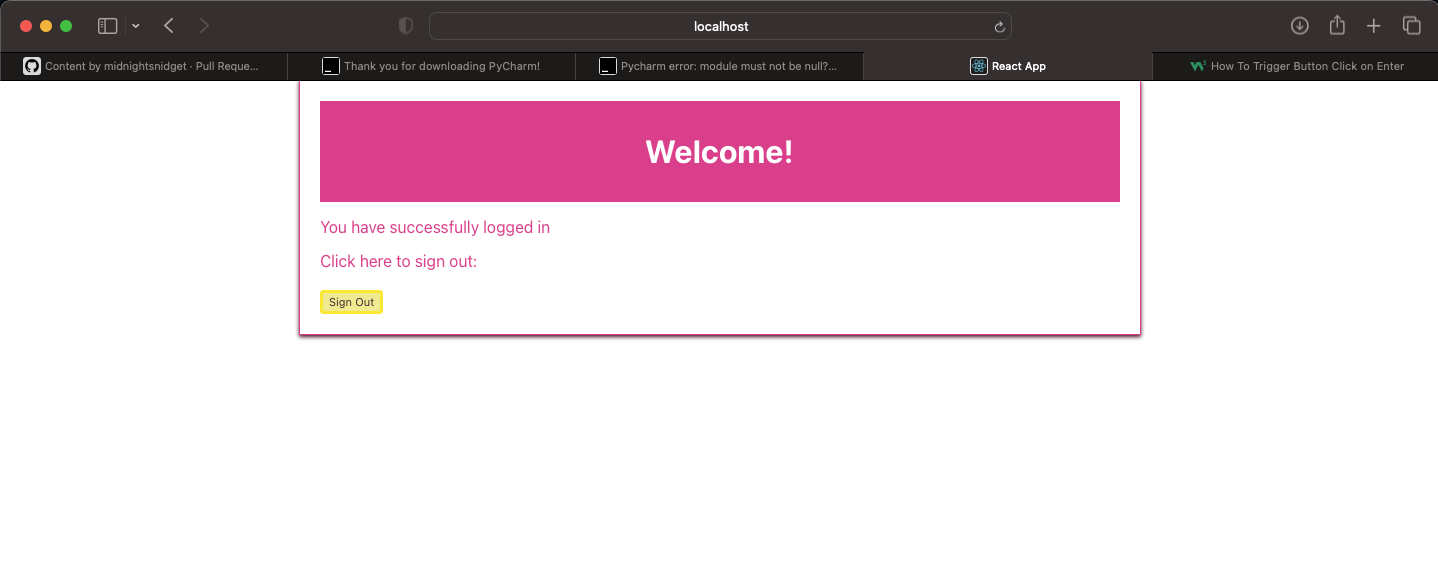 localhost
Content by midnightsnidget · Pull Reque...
Thank you for downloading PyCharm!
Pycharm error: module must not be null?...
React App
How To Trigger Button Click on Enter
Welcome!
You have successfully logged in
Click here to sign out:
Sign Out